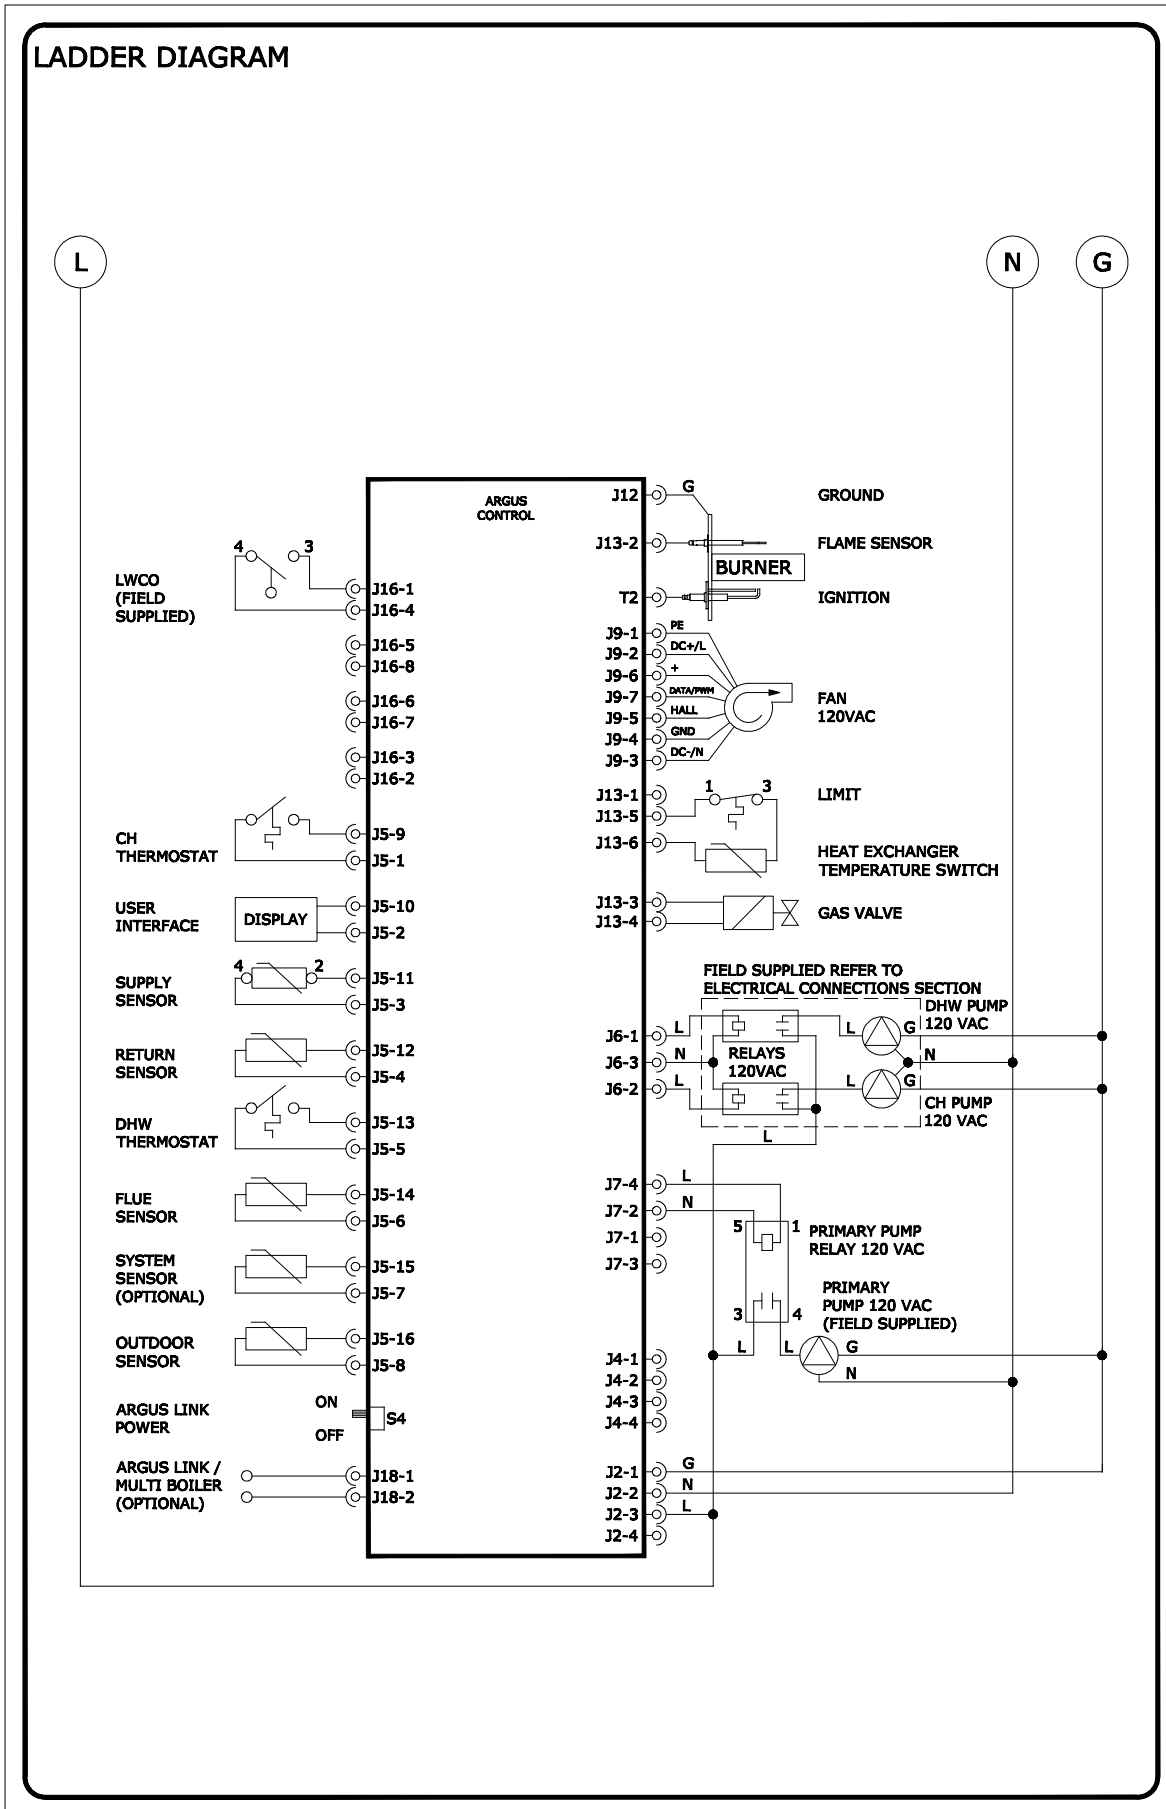 LADDER DIAGRAM
L
N
G
ARGUS
CONTROL
4
3
LWCO
(FIELD
SUPPLIED)
J16-1
J16-4
J16-5
J16-8
J16-6
J16-7
J16-3
J16-2
CH
THERMOSTAT
J5-9
J5-1
USER
INTERFACE
DISPLAY
J5-10
J5-2
SUPPLY
SENSOR
4
2
J5-11
J5-3
RETURN
SENSOR
J5-12
J5-4
DHW
THERMOSTAT
J5-13
J5-5
FLUE
SENSOR
J5-14
J5-6
SYSTEM
SENSOR
(OPTIONAL)
J5-15
J5-7
OUTDOOR
SENSOR
J5-16
J5-8
ARGUS LINK
POWER
ON
OFF
S4
ARGUS LINK /
MULTI BOILER
(OPTIONAL)
J18-1
J18-2
J12
G
GROUND
J13-2
FLAME SENSOR
BURNER
T2
IGNITION
J9-1
PE
J9-2
DC+/L
J9-6
+
J9-7
DATA/PWM
J9-5
HALL
J9-4
GND
J9-3
DC-/N
FAN
120VAC
J13-1
J13-5
J13-6
1
3
LIMIT
HEAT EXCHANGER
TEMPERATURE SWITCH
J13-3
J13-4
GAS VALVE
FIELD SUPPLIED REFER TO
ELECTRICAL CONNECTIONS SECTION
DHW PUMP
120 VAC
J6-1
L
L
G
J6-3
N
RELAYS
120VAC
N
J6-2
L
L
G
CH PUMP
120 VAC
L
J7-4
L
J7-2
N
J7-1
J7-3
5
1
PRIMARY PUMP
RELAY 120 VAC
3
4
PRIMARY
PUMP 120 VAC
(FIELD SUPPLIED)
L
L
G
N
J4-1
J4-2
J4-3
J4-4
J2-1
G
J2-2
N
J2-3
L
J2-4